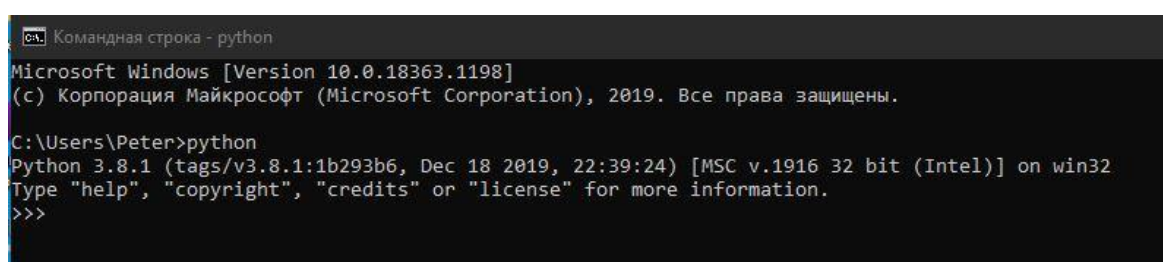 Командная строка - python
Microsoft Windows [Version 10.0.18363.1198]
(c) Корпорация Майкрософт (Microsoft Corporation), 2019. Все права защищены.
C:\Users\Peter>python
Python 3.8.1 (tags/v3.8.1:1b293b6, Dec 18 2019, 22:39:24) [MSC v.1916 32 bit (Intel)] on win32
Type "help", "copyright", "credits" or "license" for more information.
>>>